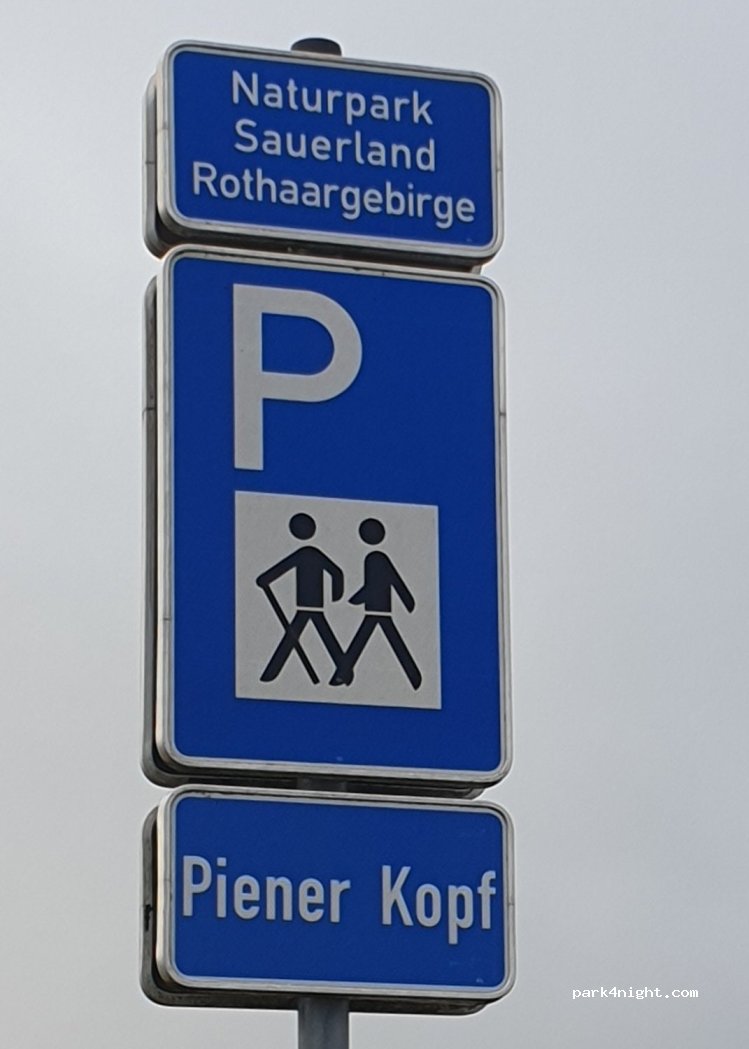 Naturpark
Sauerland
Rothaargebirge
P
Piener Kopf
park4night.com